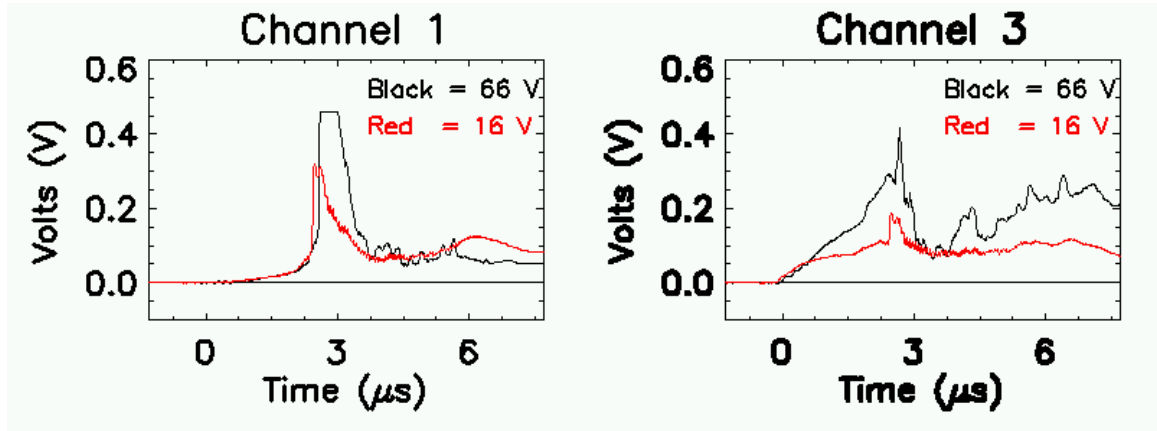 Channel 1
0.6
0.4
0.2
0.0
Volts (V)
Black = 66 V
Red = 16 V
0 3 6
Time (μs)
Channel 3
0.6
0.4
0.2
0.0
Volts (V)
Black = 66 V
Red = 16 V
0 3 6
Time (μs)